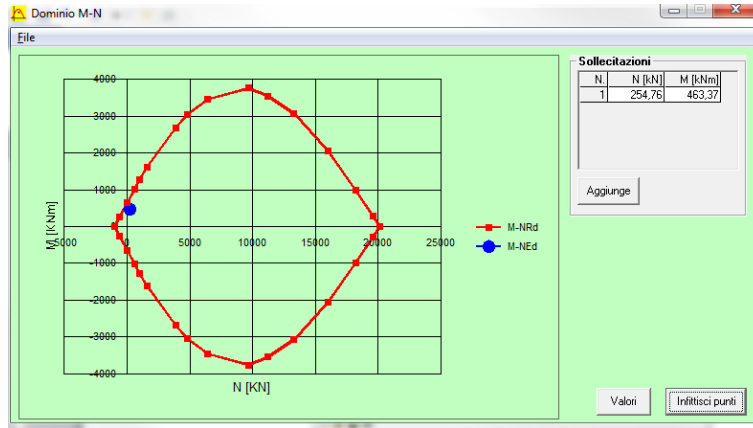 Dominio M-N
File
4000
3000
2000
1000
0
-1000
-2000
-3000
-4000
M [KNm]
-5000 0 5000 10000 15000 20000 25000
N [KN]
M-NRd
M-NEd
Sollecitazioni
N. N [kN] M [kNm]
1 254,76 463,37
Aggiunge
Valori Infittisci punti